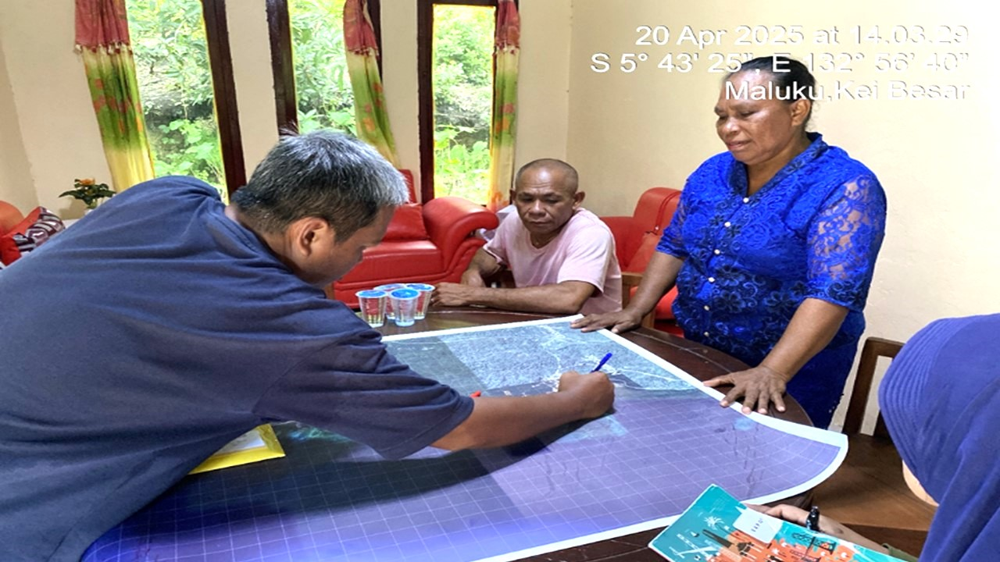 20 Apr 2025 at 14.03.29
S 5° 43' 25", E 132° 56' 40"
Maluku,Kei Besar